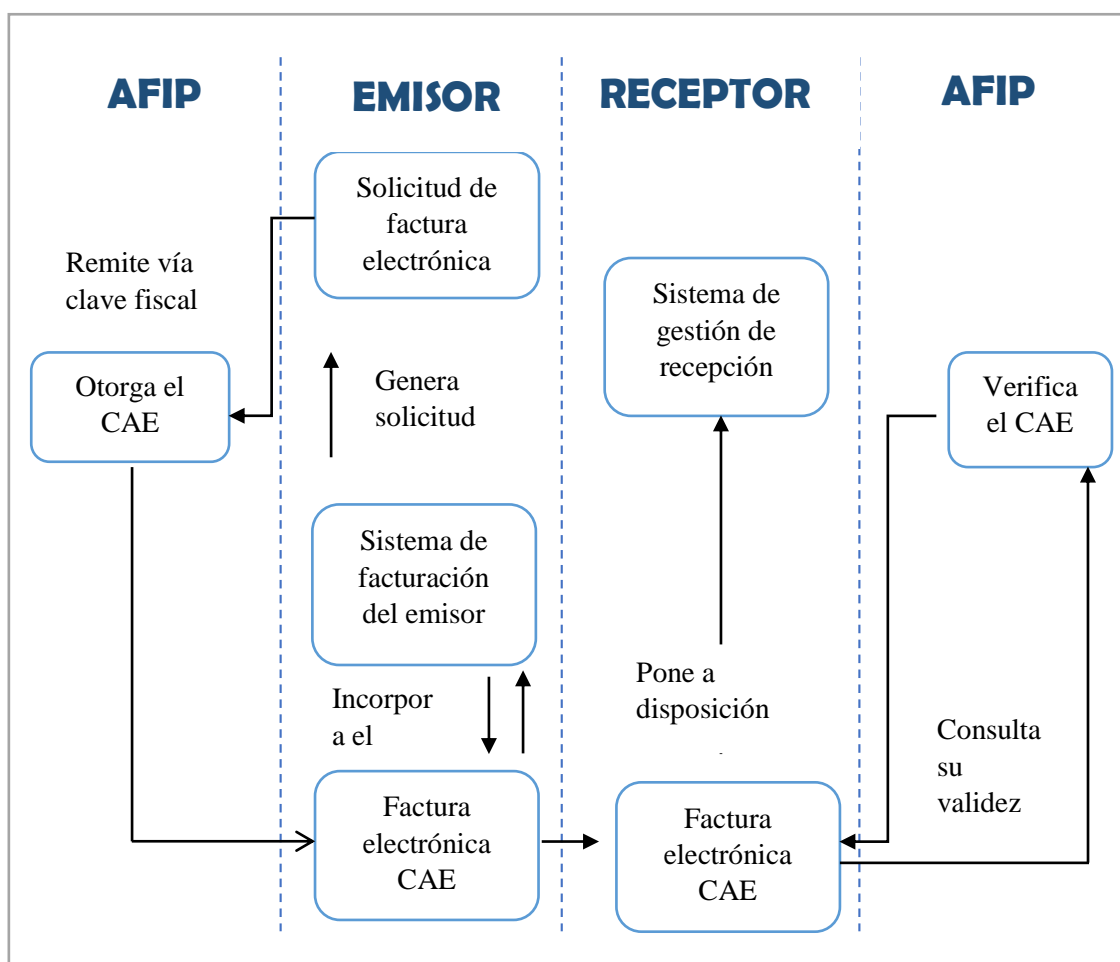 AFIP
EMISOR
RECEPTOR
AFIP
Solicitud de
factura
electrónica
Remite vía
clave fiscal
Sistema de
gestión de
recepción
Otorga el
CAE
Genera
solicitud
Verifica
el CAE
Sistema de
facturación
del emisor
Incorpor
a el
Pone a
disposición
Consulta
su
validez
Factura
electrónica
CAE
Factura
electrónica
CAE